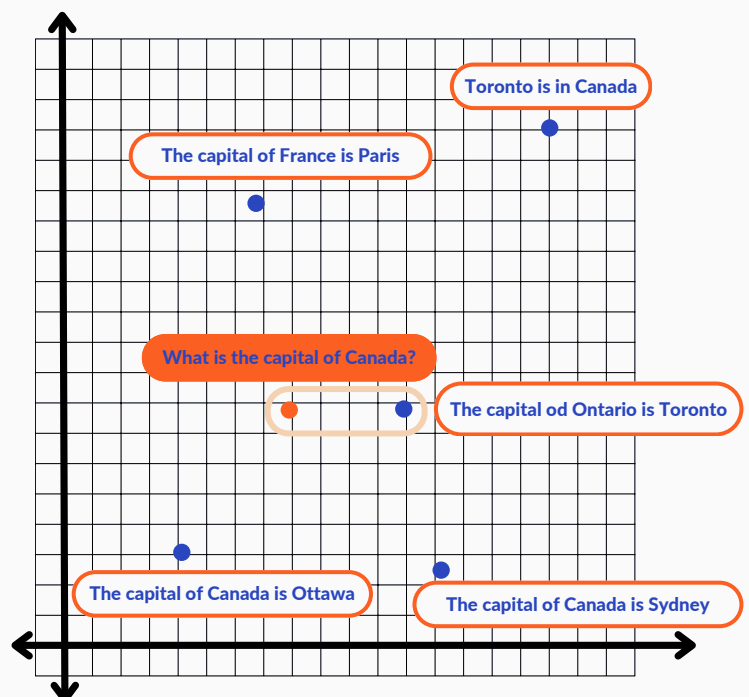 Toronto is in Canada
The capital of France is Paris
What is the capital of Canada?
The capital od Ontario is Toronto
The capital of Canada is Ottawa
The capital of Canada is Sydney